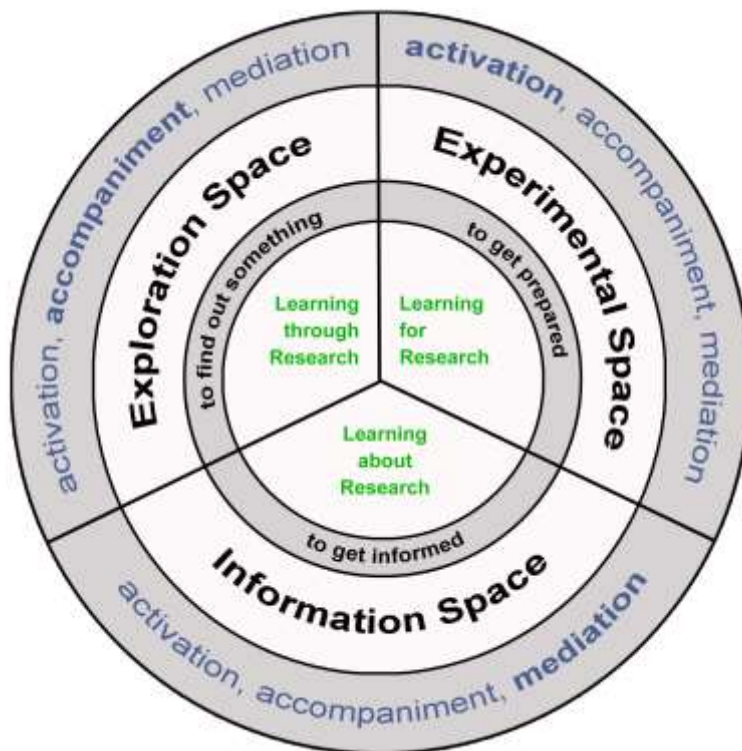 activation, accompaniment, mediation
activation, accompaniment, mediation
Exploration Space
Experimental Space
to find out something
to get prepared
Learning
through
Research
Learning
for
Research
Learning
about
Research
to get informed
Information Space
activation, accompaniment, mediation